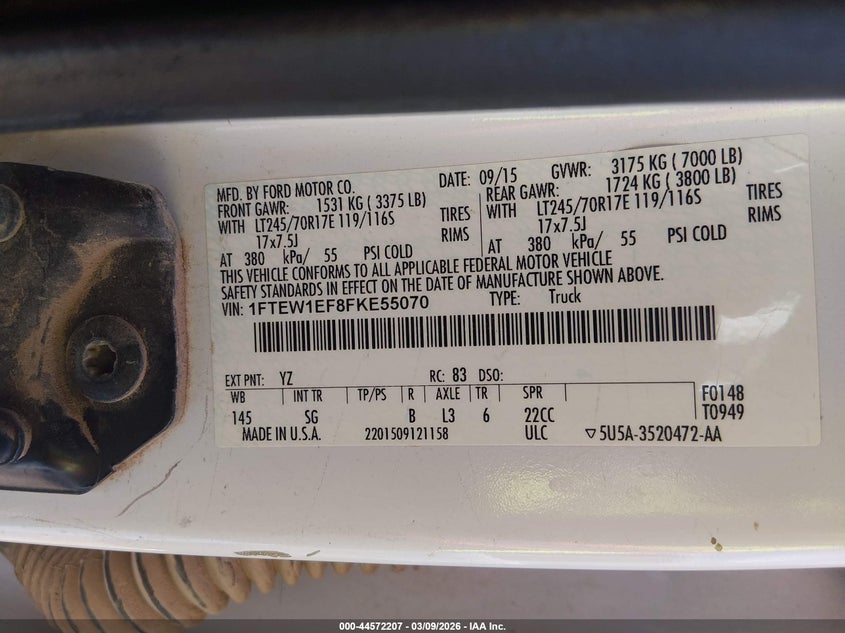 MFD. BY FORD MOTOR CO. DATE: 09/15 GVWR: 3175 KG ( 7000 LB)
FRONT GAWR: 1531 KG ( 3375 LB) REAR GAWR: 1724 KG ( 3800 LB)
WITH LT245/70R17E 119/116S TIRES WITH LT245/70R17E 119/116S TIRES
17x7.5J RIMS 17x7.5J RIMS
AT 380 kPa/ 55 PSI COLD AT 380 kPa/ 55 PSI COLD
THIS VEHICLE CONFORMS TO ALL APPLICABLE FEDERAL MOTOR VEHICLE
SAFETY STANDARDS IN EFFECT ON THE DATE OF MANUFACTURE SHOWN ABOVE.
VIN: 1FTEW1EF8FKE55070 TYPE: Truck
EXT PNT: YZ RC: 83 DSO:
WB INT TR TP/PS R AXLE TR SPR F0148
145 SG B L3 6 22CC T0949
MADE IN U.S.A. 2201509121158 ULC ▽5U5A-3520472-AA
000-44572207 | 03/09/2026 | IAA Inc.